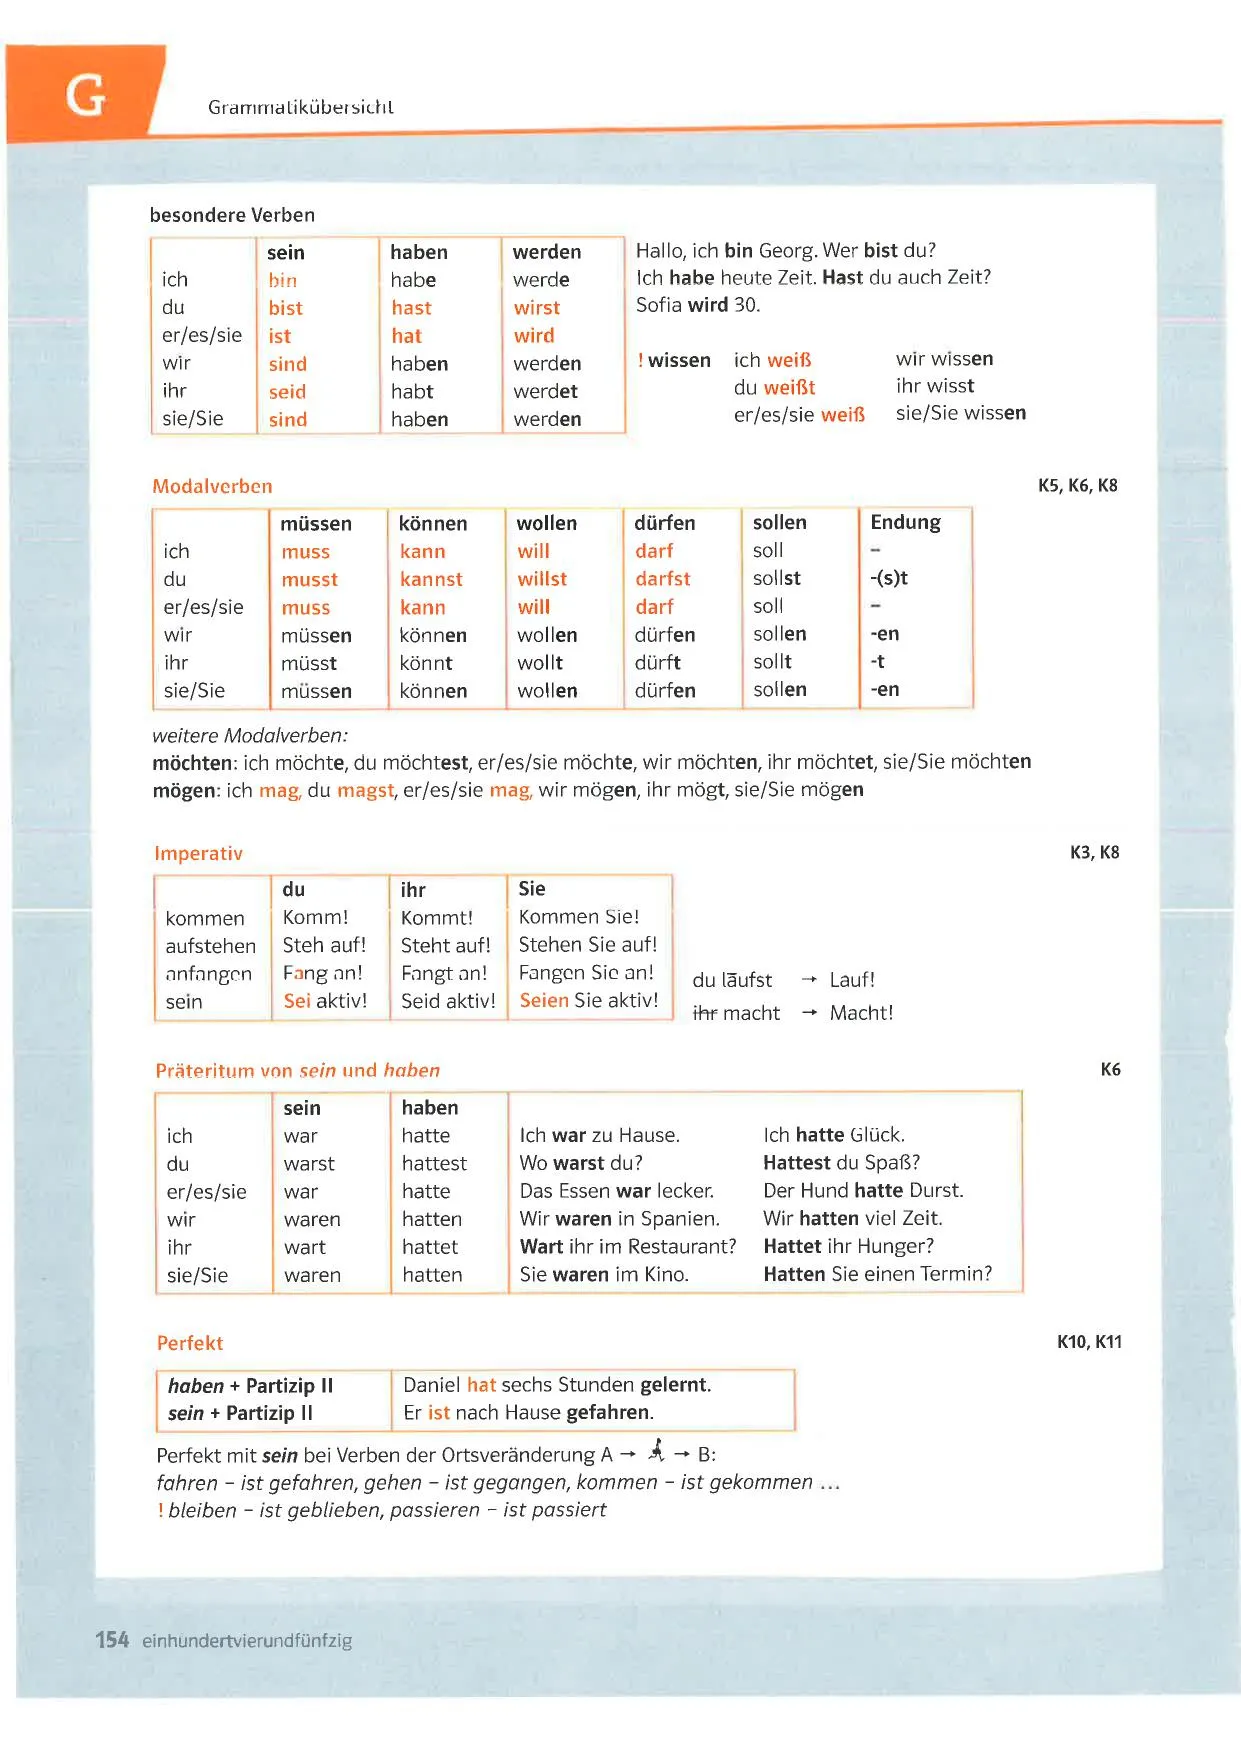 G
Grammatikübersicht
besondere Verben
sein haben werden
ich bin habe werde
du bist hast wirst
er/es/sie ist hat wird
wir sind haben werden
ihr seid habt werdet
sie/Sie sind haben werden
Hallo, ich bin Georg. Wer bist du?
Ich habe heute Zeit. Hast du auch Zeit?
Sofia wird 30.
! wissen ich weiß wir wissen
du weißt ihr wisst
er/es/sie weiß sie/Sie wissen
Modalverben K5, K6, K8
müssen können wollen dürfen sollen Endung
ich muss kann will darf soll –
du musst kannst willst darfst sollst -(s)t
er/es/sie muss kann will darf soll –
wir müssen können wollen dürfen sollen -en
ihr müsst könnt wollt dürft sollt -t
sie/Sie müssen können wollen dürfen sollen -en
weitere Modalverben:
möchten: ich möchte, du möchtest, er/es/sie möchte, wir möchten, ihr möchtet, sie/Sie möchten
mögen: ich mag, du magst, er/es/sie mag, wir mögen, ihr mögt, sie/Sie mögen
Imperativ K3, K8
du ihr Sie
kommen Komm! Kommt! Kommen Sie!
aufstehen Steh auf! Steht auf! Stehen Sie auf!
anfangen Fang an! Fangt an! Fangen Sie an!
sein Sei aktiv! Seid aktiv! Seien Sie aktiv!
du läufst → Lauf!
ihr macht → Macht!
Präteritum von sein und haben K6
sein haben
ich war hatte Ich war zu Hause. Ich hatte Glück.
du warst hattest Wo warst du? Hattest du Spaß?
er/es/sie war hatte Das Essen war lecker. Der Hund hatte Durst.
wir waren hatten Wir waren in Spanien. Wir hatten viel Zeit.
ihr wart hattet Wart ihr im Restaurant? Hattet ihr Hunger?
sie/Sie waren hatten Sie waren im Kino. Hatten Sie einen Termin?
Perfekt K10, K11
haben + Partizip II Daniel hat sechs Stunden gelernt.
sein + Partizip II Er ist nach Hause gefahren.
Perfekt mit sein bei Verben der Ortsveränderung A → → B:
fahren – ist gefahren, gehen – ist gegangen, kommen – ist gekommen ...
! bleiben – ist geblieben, passieren – ist passiert
154 einhundertvierundfünfzig